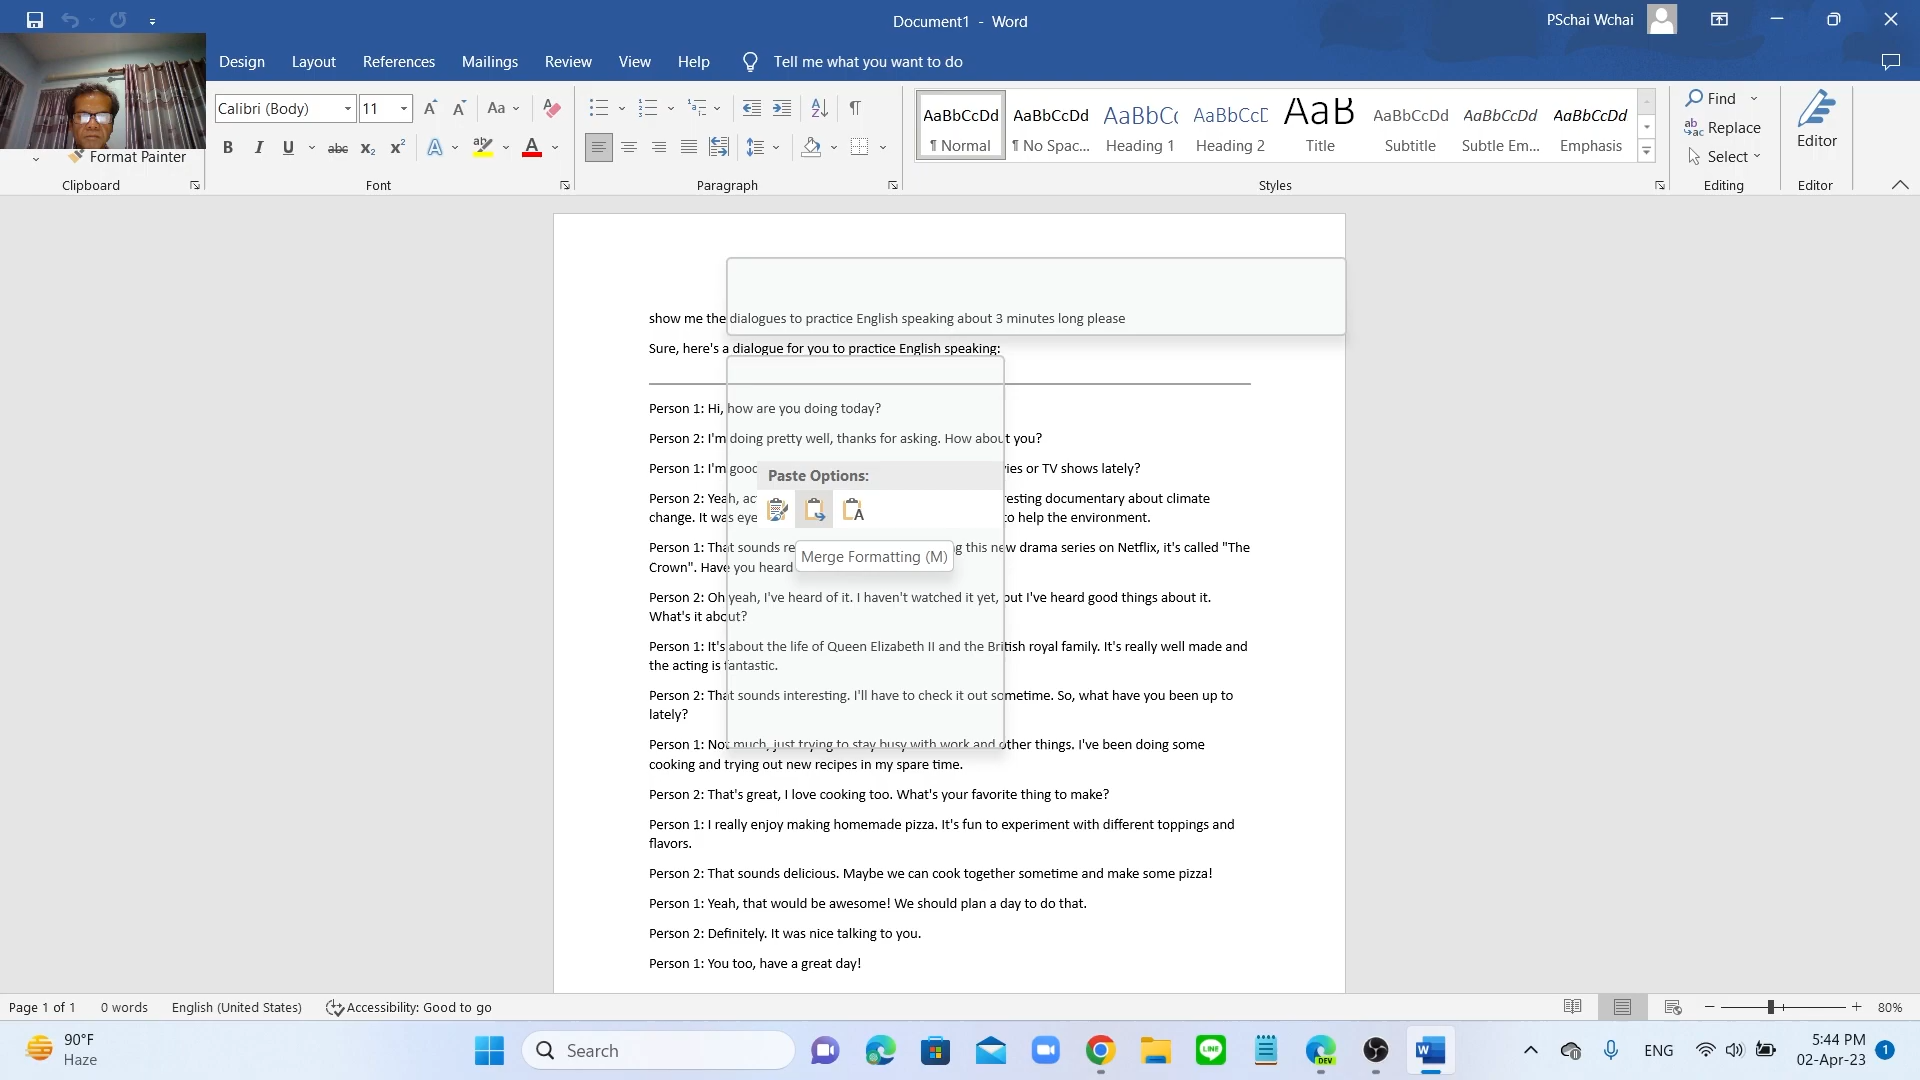 Document1 - Word
PSchai Wchai
Design
Layout
References
Mailings
Review
View
Help
Tell me what you want to do
Format Painter
Clipboard
Calibri (Body)
11
Aa
B I U abc x₂ x² A ab A
Font
Paragraph
AaBbCcDd
¶ Normal
AaBbCcDd
¶ No Spac...
AaBbC
Heading 1
AaBbCcD
Heading 2
AaB
Title
AaBbCcDd
Subtitle
AaBbCcDd
Subtle Em...
AaBbCcDd
Emphasis
Styles
Find
Replace
Select
Editing
Editor
Editor
show me the dialogues to practice English speaking about 3 minutes long please
Sure, here's a dialogue for you to practice English speaking:
Person 1: Hi, how are you doing today?
Person 2: I'm doing pretty well, thanks for asking. How about you?
Person 1: I'm good or TV shows lately?
Paste Options:
Person 2: Yeah, documentary about climate
change. It was to help the environment.
Person 1: That sounds this new drama series on Netflix, it's called "The
Merge Formatting (M)
Crown". Have you heard
Person 2: Oh yeah, I've heard of it. I haven't watched it yet, but I've heard good things about it.
What's it about?
Person 1: It's about the life of Queen Elizabeth II and the British royal family. It's really well made and
the acting is fantastic.
Person 2: That sounds interesting. I'll have to check it out sometime. So, what have you been up to
lately?
Person 1: Not much, just trying to stay busy with work and other things. I've been doing some
cooking and trying out new recipes in my spare time.
Person 2: That's great, I love cooking too. What's your favorite thing to make?
Person 1: I really enjoy making homemade pizza. It's fun to experiment with different toppings and
flavors.
Person 2: That sounds delicious. Maybe we can cook together sometime and make some pizza!
Person 1: Yeah, that would be awesome! We should plan a day to do that.
Person 2: Definitely. It was nice talking to you.
Person 1: You too, have a great day!
Page 1 of 1
0 words
English (United States)
Accessibility: Good to go
80%
90°F
Haze
Search
LINE
DEV
ENG
5:44 PM
02-Apr-23
1